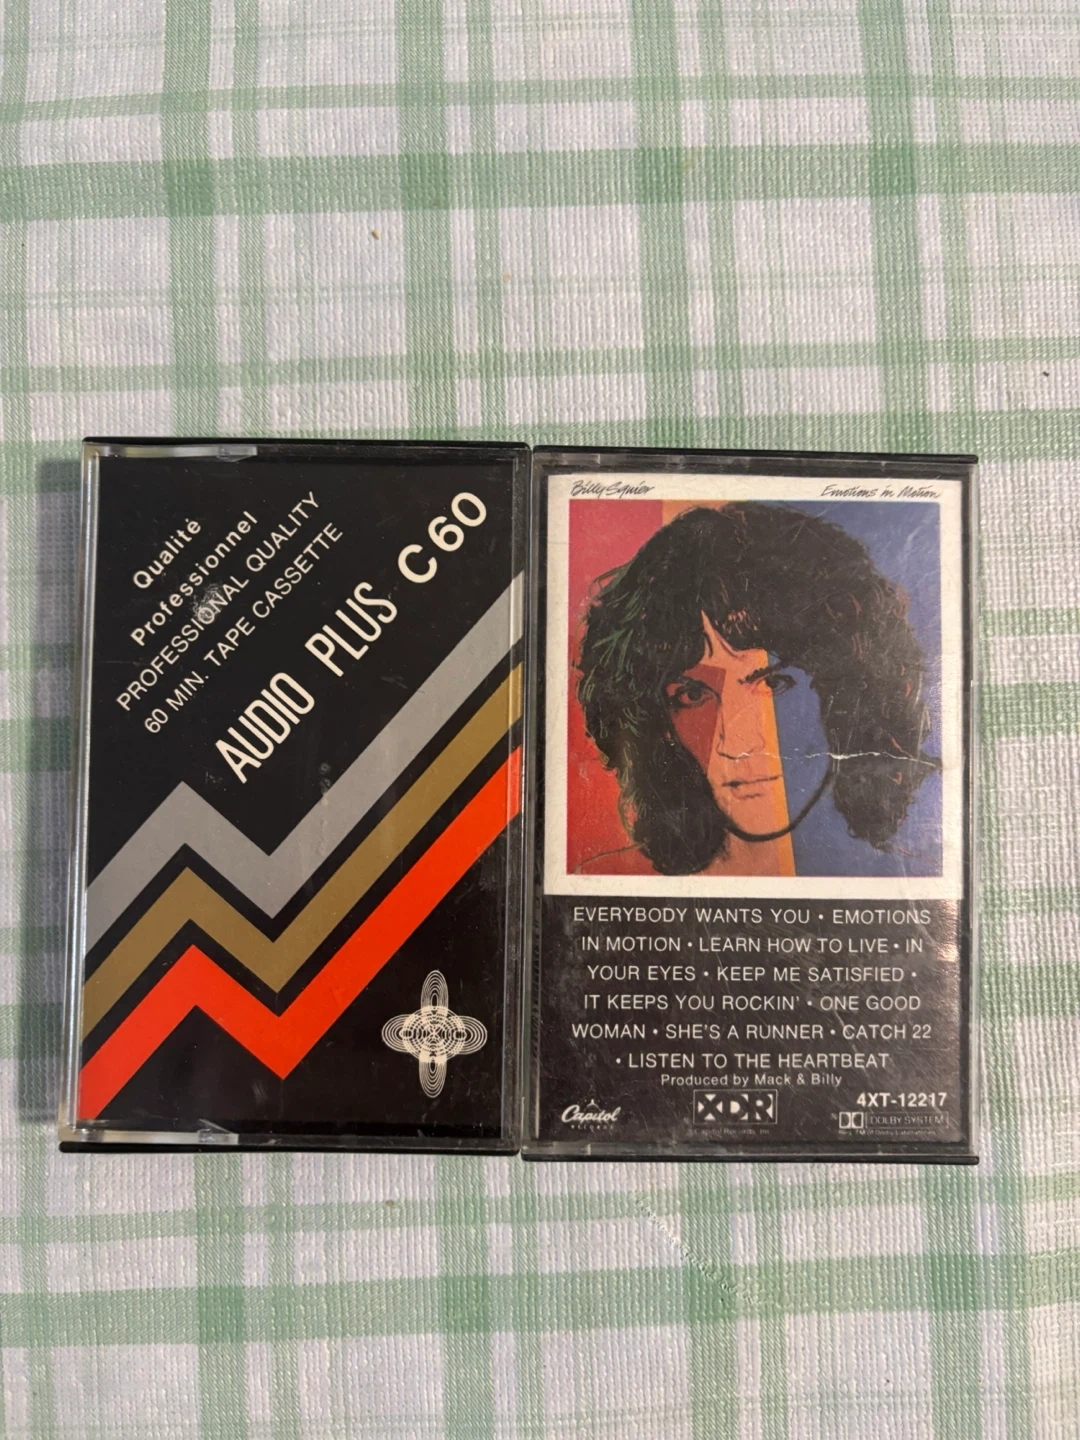 Qualité
Professionnel
PROFESSIONAL QUALITY
60 MIN. TAPE CASSETTE
AUDIO PLUS C60
Billy Squier
Emotions in Motion
EVERYBODY WANTS YOU • EMOTIONS
IN MOTION • LEARN HOW TO LIVE • IN
YOUR EYES • KEEP ME SATISFIED •
IT KEEPS YOU ROCKIN' • ONE GOOD
WOMAN • SHE'S A RUNNER • CATCH 22
• LISTEN TO THE HEARTBEAT
Produced by Mack & Billy
4XT-12217
Capitol
RECORDS
XDR
DOLBY SYSTEM